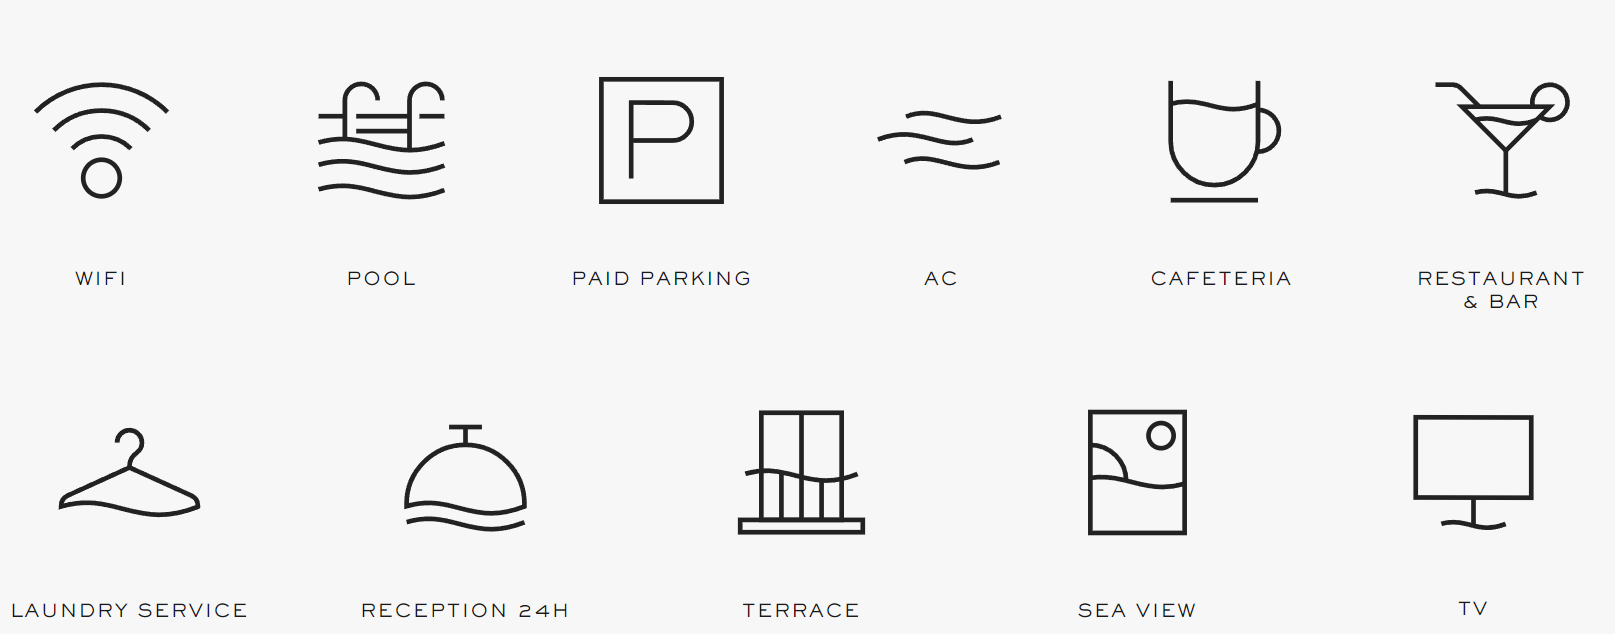 P
WIFI
POOL
PAID PARKING
AC
CAFETERIA
RESTAURANT
& BAR
LAUNDRY SERVICE
RECEPTION 24H
TERRACE
SEA VIEW
TV